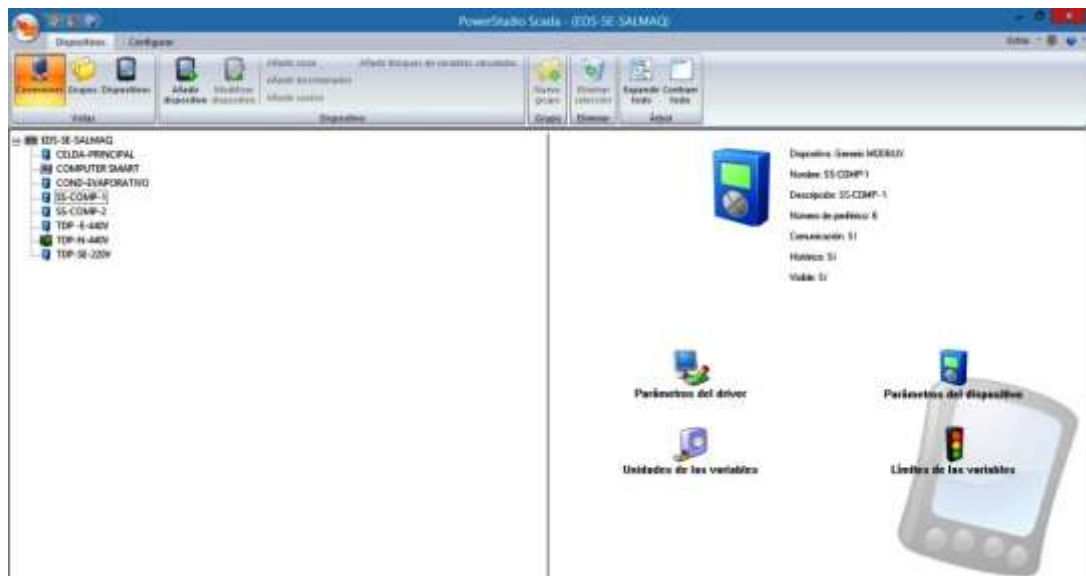 PowerStudio Scada - (EDS-SE-SALMAQ)
Dispositivos Configurar
Conexiones Grupos Dispositivos
Añadir dispositivo
Modificar dispositivo
Nuevo grupo
Eliminar selección
Expandir todo
Contraer todo
Vistas
Dispositivo
Grupo
Eliminar
Árbol
EDS-SE-SALMAQ
CELDA-PRINCIPAL
COMPUTER SMART
COND-EVAPORATIVO
SS-COMP-1
SS-COMP-2
TDP-E-440V
TDP-N-440V
TDP-SE-220V
Dispositivo: Generic MODBUS
Nombre: SS-COMP-1
Descripción: SS-COMP-1
Número de periférico: 6
Comunicación: Sí
Histórico: Sí
Visible: Sí
Parámetros del driver
Parámetros del dispositivo
Unidades de las variables
Límites de las variables